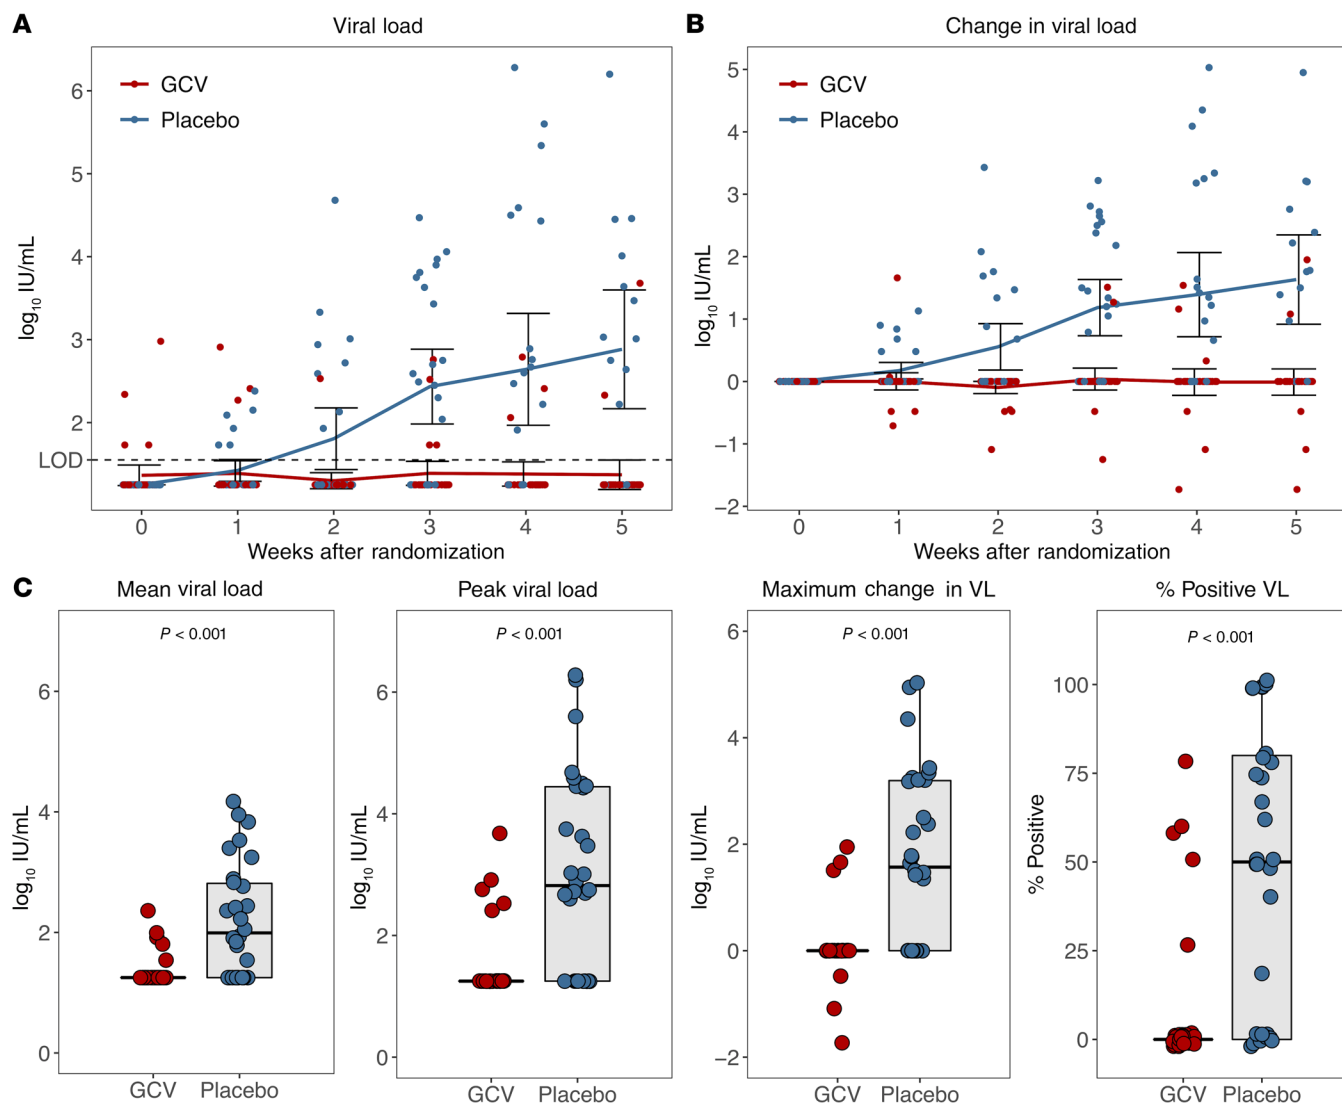 A
Viral load
log10 IU/mL
GCV
Placebo
6
5
4
3
2
LOD
0 1 2 3 4 5
Weeks after randomization
B
Change in viral load
log10 IU/mL
GCV
Placebo
5
4
3
2
1
0
−1
−2
0 1 2 3 4 5
Weeks after randomization
C
Mean viral load
P < 0.001
log10 IU/mL
6
4
2
0
GCV Placebo
Peak viral load
P < 0.001
log10 IU/mL
6
4
2
0
GCV Placebo
Maximum change in VL
P < 0.001
log10 IU/mL
6
4
2
0
−2
GCV Placebo
% Positive VL
P < 0.001
% Positive
100
75
50
25
0
GCV Placebo